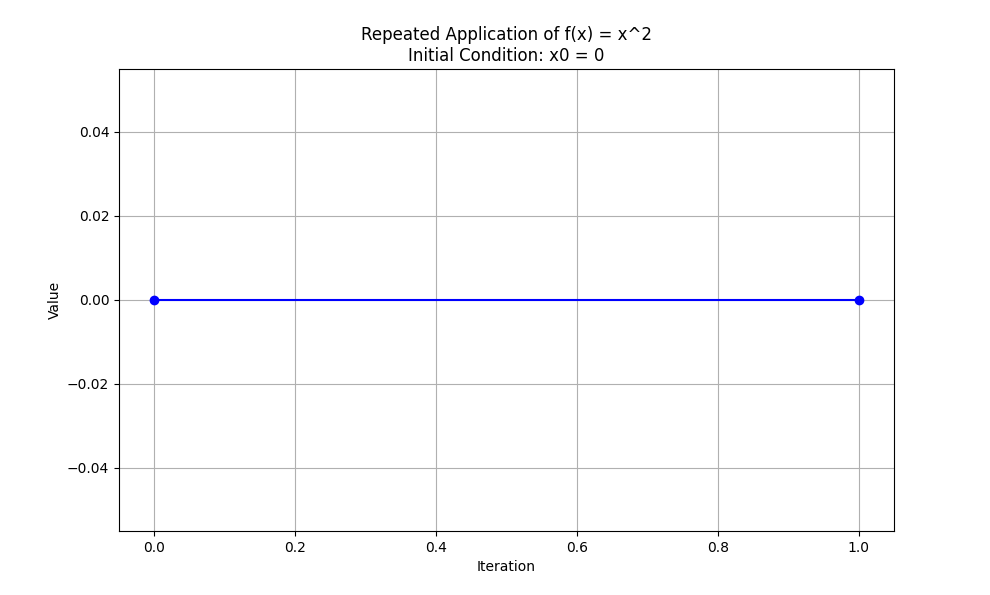 Repeated Application of f(x) = x^2
Initial Condition: x0 = 0
Value
0.04
0.02
0.00
−0.02
−0.04
0.0 0.2 0.4 0.6 0.8 1.0
Iteration